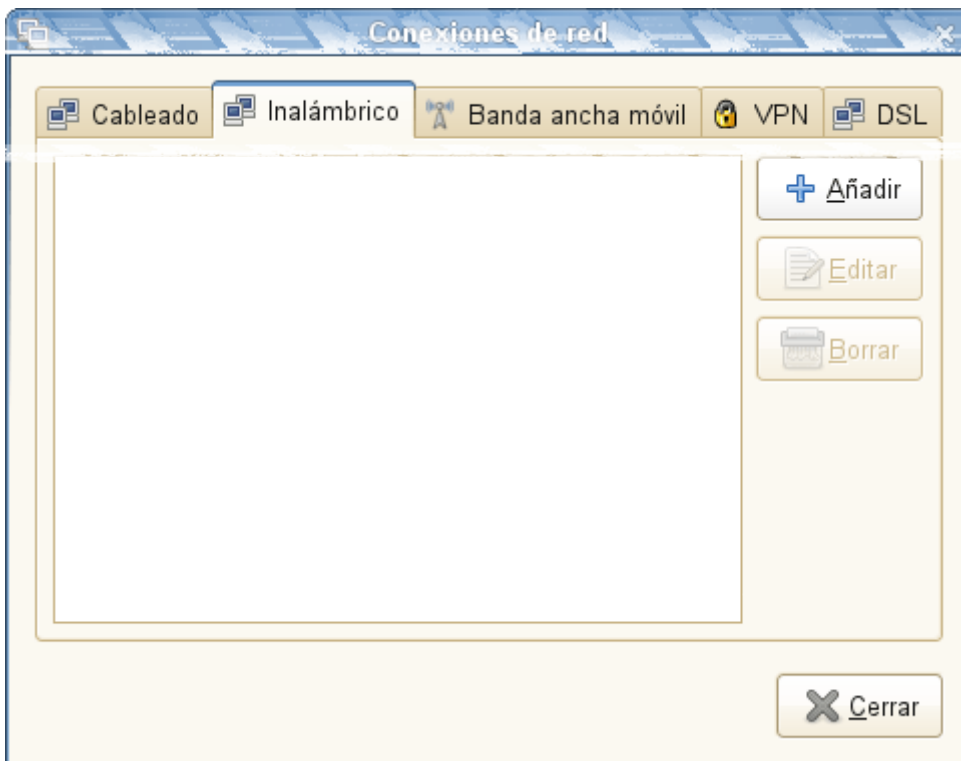 Conexiones de red
Cableado Inalámbrico Banda ancha móvil VPN DSL
Añadir
Editar
Borrar
Cerrar